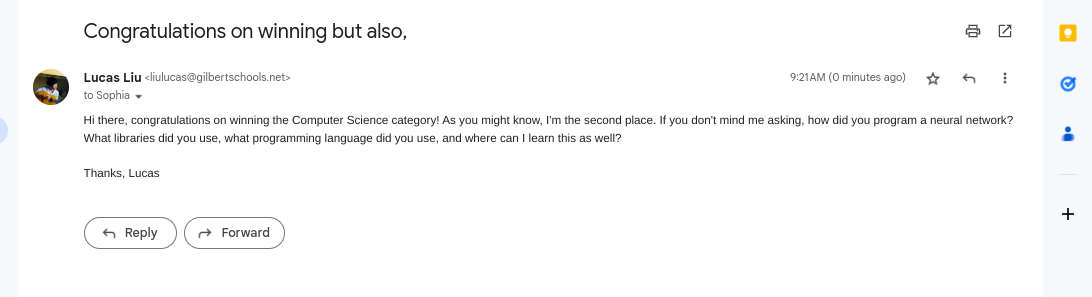 Congratulations on winning but also,
Lucas Liu <liulucas@gilbertschools.net>
9:21 AM (0 minutes ago)
to Sophia
Hi there, congratulations on winning the Computer Science category! As you might know, I'm the second place. If you don't mind me asking, how did you program a neural network?
What libraries did you use, what programming language did you use, and where can I learn this as well?
Thanks, Lucas
Reply
Forward